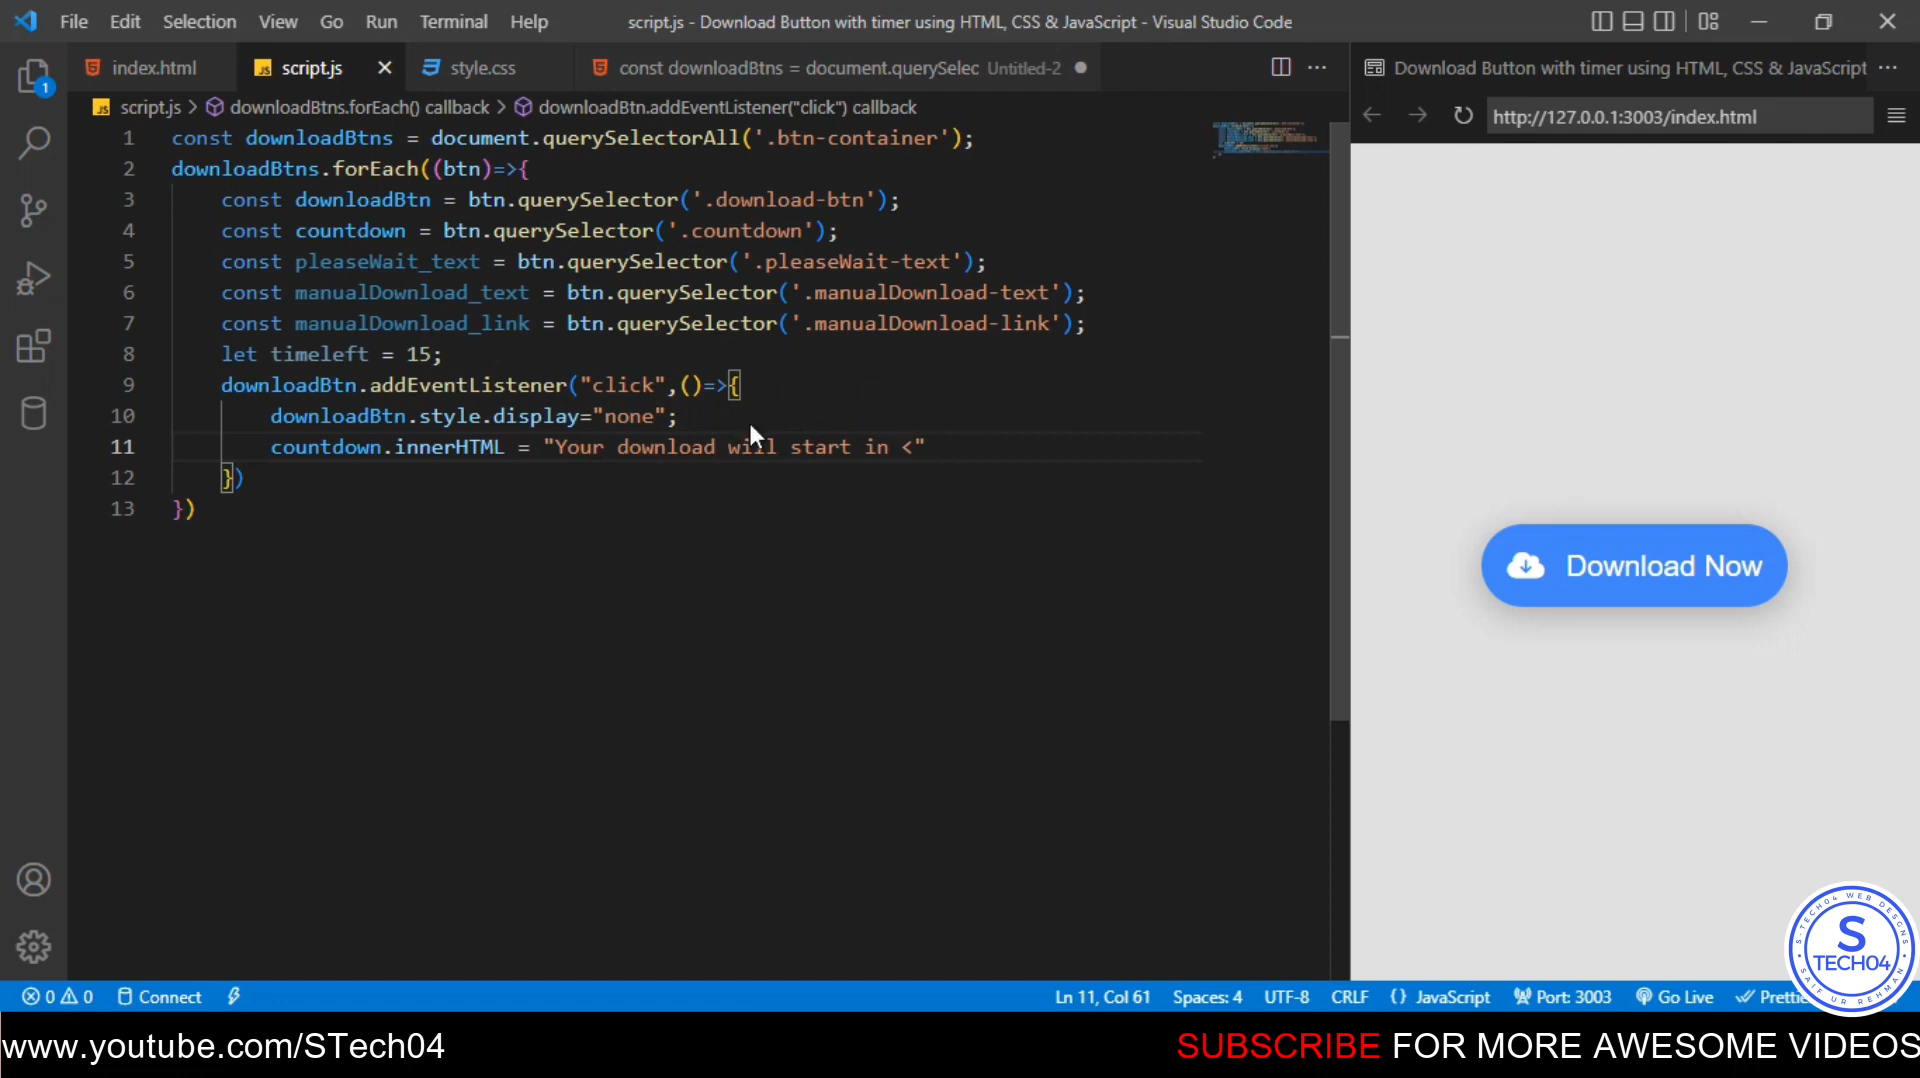 File Edit Selection View Go Run Terminal Help
script.js - Download Button with timer using HTML, CSS & JavaScript - Visual Studio Code
index.html
script.js
style.css
const downloadBtns = document.querySelec Untitled-2
Download Button with timer using HTML, CSS & JavaScript
script.js > downloadBtns.forEach() callback > downloadBtn.addEventListener("click") callback
http://127.0.0.1:3003/index.html
1
1 const downloadBtns = document.querySelectorAll('.btn-container');
2 downloadBtns.forEach((btn)=>{
3 const downloadBtn = btn.querySelector('.download-btn');
4 const countdown = btn.querySelector('.countdown');
5 const pleaseWait_text = btn.querySelector('.pleaseWait-text');
6 const manualDownload_text = btn.querySelector('.manualDownload-text');
7 const manualDownload_link = btn.querySelector('.manualDownload-link');
8 let timeleft = 15;
9 downloadBtn.addEventListener("click",()=>{
10 downloadBtn.style.display="none";
11 countdown.innerHTML = "Your download will start in <"
12 })
13 })
Download Now
S-TECH04 WEB DESGNS
S
TECH04
SAIF UR REHMAN
0 0 Connect
Ln 11, Col 61 Spaces: 4 UTF-8 CRLF {} JavaScript Port: 3003 Go Live Prettie
www.youtube.com/STech04
SUBSCRIBE FOR MORE AWESOME VIDEOS